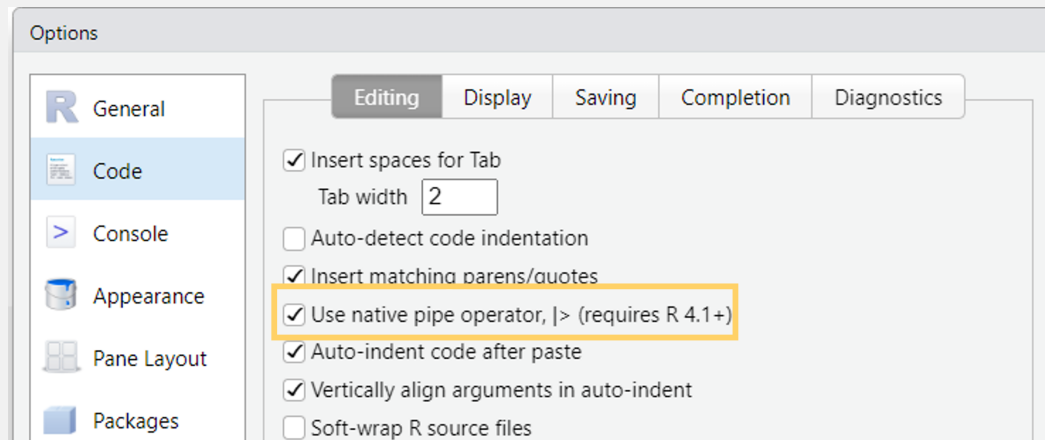 Options
General
Code
Console
Appearance
Pane Layout
Packages
Editing Display Saving Completion Diagnostics
Insert spaces for Tab
Tab width 2
Auto-detect code indentation
Insert matching parens/quotes
Use native pipe operator, |> (requires R 4.1+)
Auto-indent code after paste
Vertically align arguments in auto-indent
Soft-wrap R source files